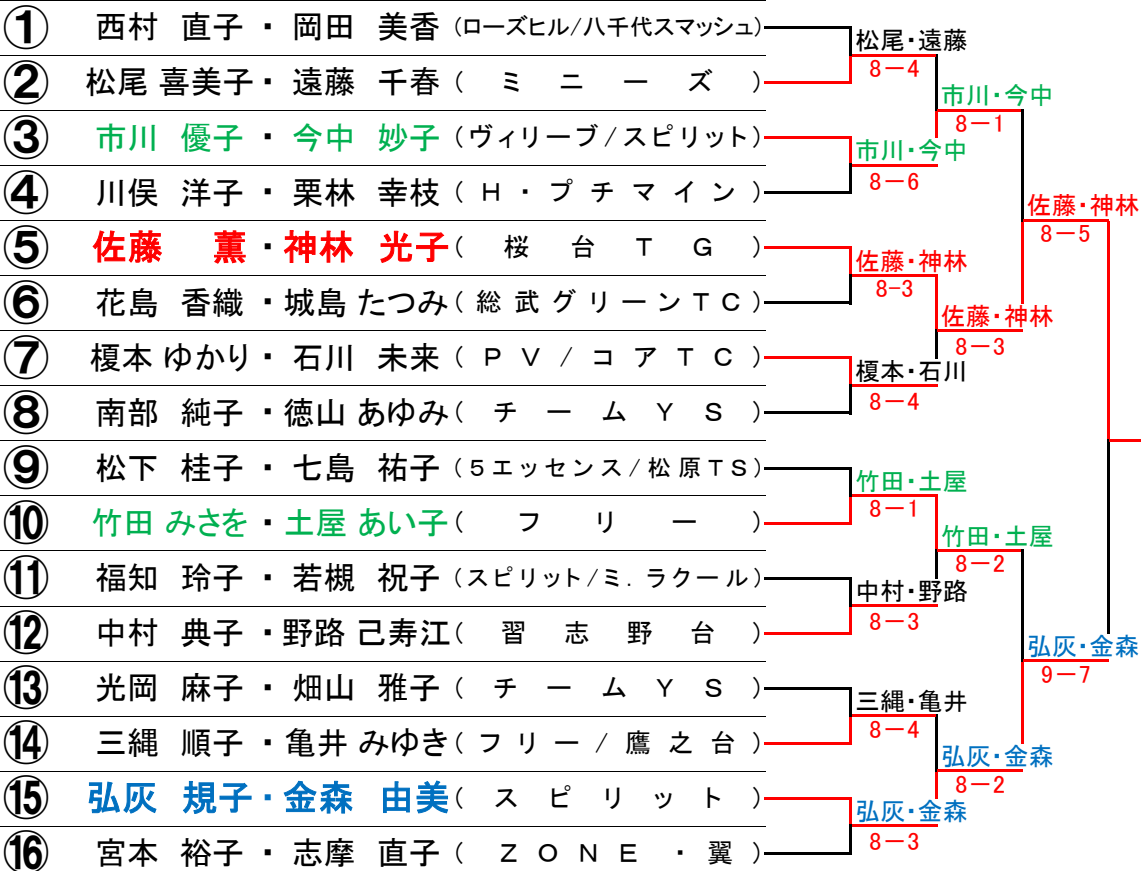 ① 西村 直子 ・ 岡田 美香 (ローズヒル/八千代スマッシュ)
② 松尾 喜美子・ 遠藤 千春 (ミニーズ)
③ 市川 優子 ・ 今中 妙子 (ヴィリーブ/スピリット)
④ 川俣 洋子 ・ 栗林 幸枝 (H・プチマイン)
⑤ 佐藤 薫 ・神林 光子 (桜台TG)
⑥ 花島 香織 ・城島 たつみ (総武グリーンTC)
⑦ 榎本 ゆかり・ 石川 未来 (PV/コアTC)
⑧ 南部 純子 ・徳山 あゆみ (チームYS)
⑨ 松下 桂子 ・ 七島 祐子 (5エッセンス/松原TS)
⑩ 竹田 みさを ・土屋 あい子 (フリー)
⑪ 福知 玲子 ・ 若槻 祝子 (スピリット/ミ.ラクール)
⑫ 中村 典子 ・野路 己寿江 (習志野台)
⑬ 光岡 麻子 ・ 畑山 雅子 (チームYS)
⑭ 三縄 順子 ・亀井 みゆき (フリー/鷹之台)
⑮ 弘灰 規子・金森 由美 (スピリット)
⑯ 宮本 裕子 ・ 志摩 直子 (ZONE・翼)
松尾・遠藤
8-4
市川・今中
8-6
佐藤・神林
8-3
榎本・石川
8-4
竹田・土屋
8-1
中村・野路
8-3
三縄・亀井
8-4
弘灰・金森
8-3
市川・今中
8-1
佐藤・神林
8-3
竹田・土屋
8-2
弘灰・金森
8-2
佐藤・神林
8-5
弘灰・金森
9-7